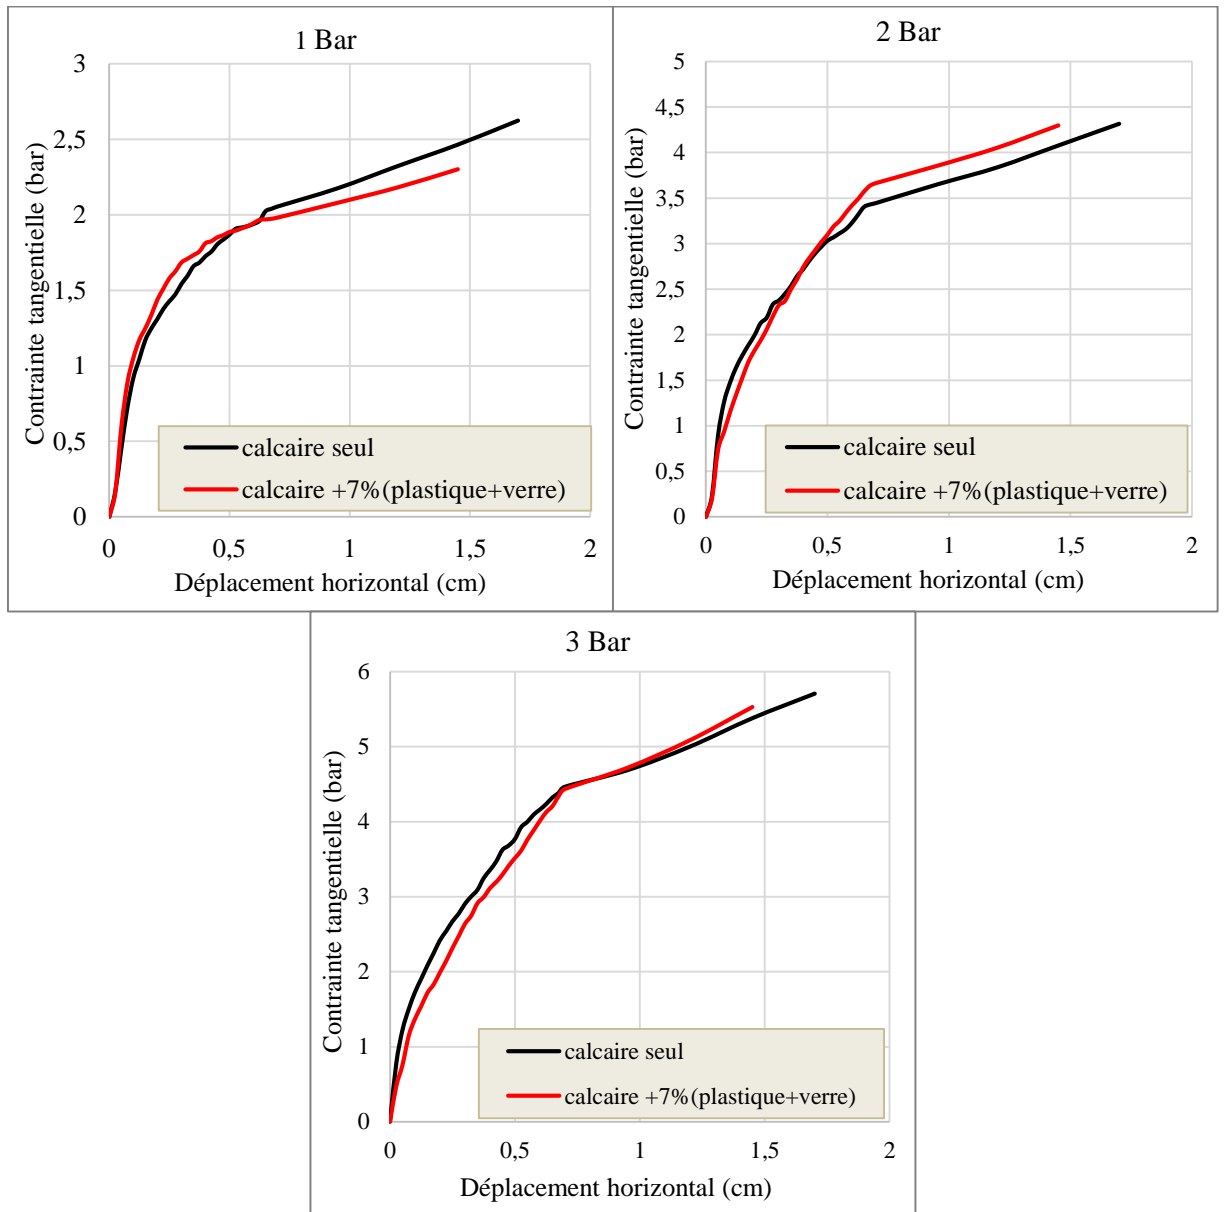 1 Bar
3
2,5
2
1,5
1
0,5
0
Contrainte tangentielle (bar)
calcaire seul
calcaire +7%(plastique+verre)
0 0,5 1 1,5 2
Déplacement horizontal (cm)
2 Bar
5
4,5
4
3,5
3
2,5
2
1,5
1
0,5
0
Contrainte tangentielle (bar)
calcaire seul
calcaire +7%(plastique+verre)
0 0,5 1 1,5 2
Déplacement horizontal (cm)
3 Bar
6
5
4
3
2
1
0
Contrainte tangentielle (bar)
calcaire seul
calcaire +7%(plastique+verre)
0 0,5 1 1,5 2
Déplacement horizontal (cm)